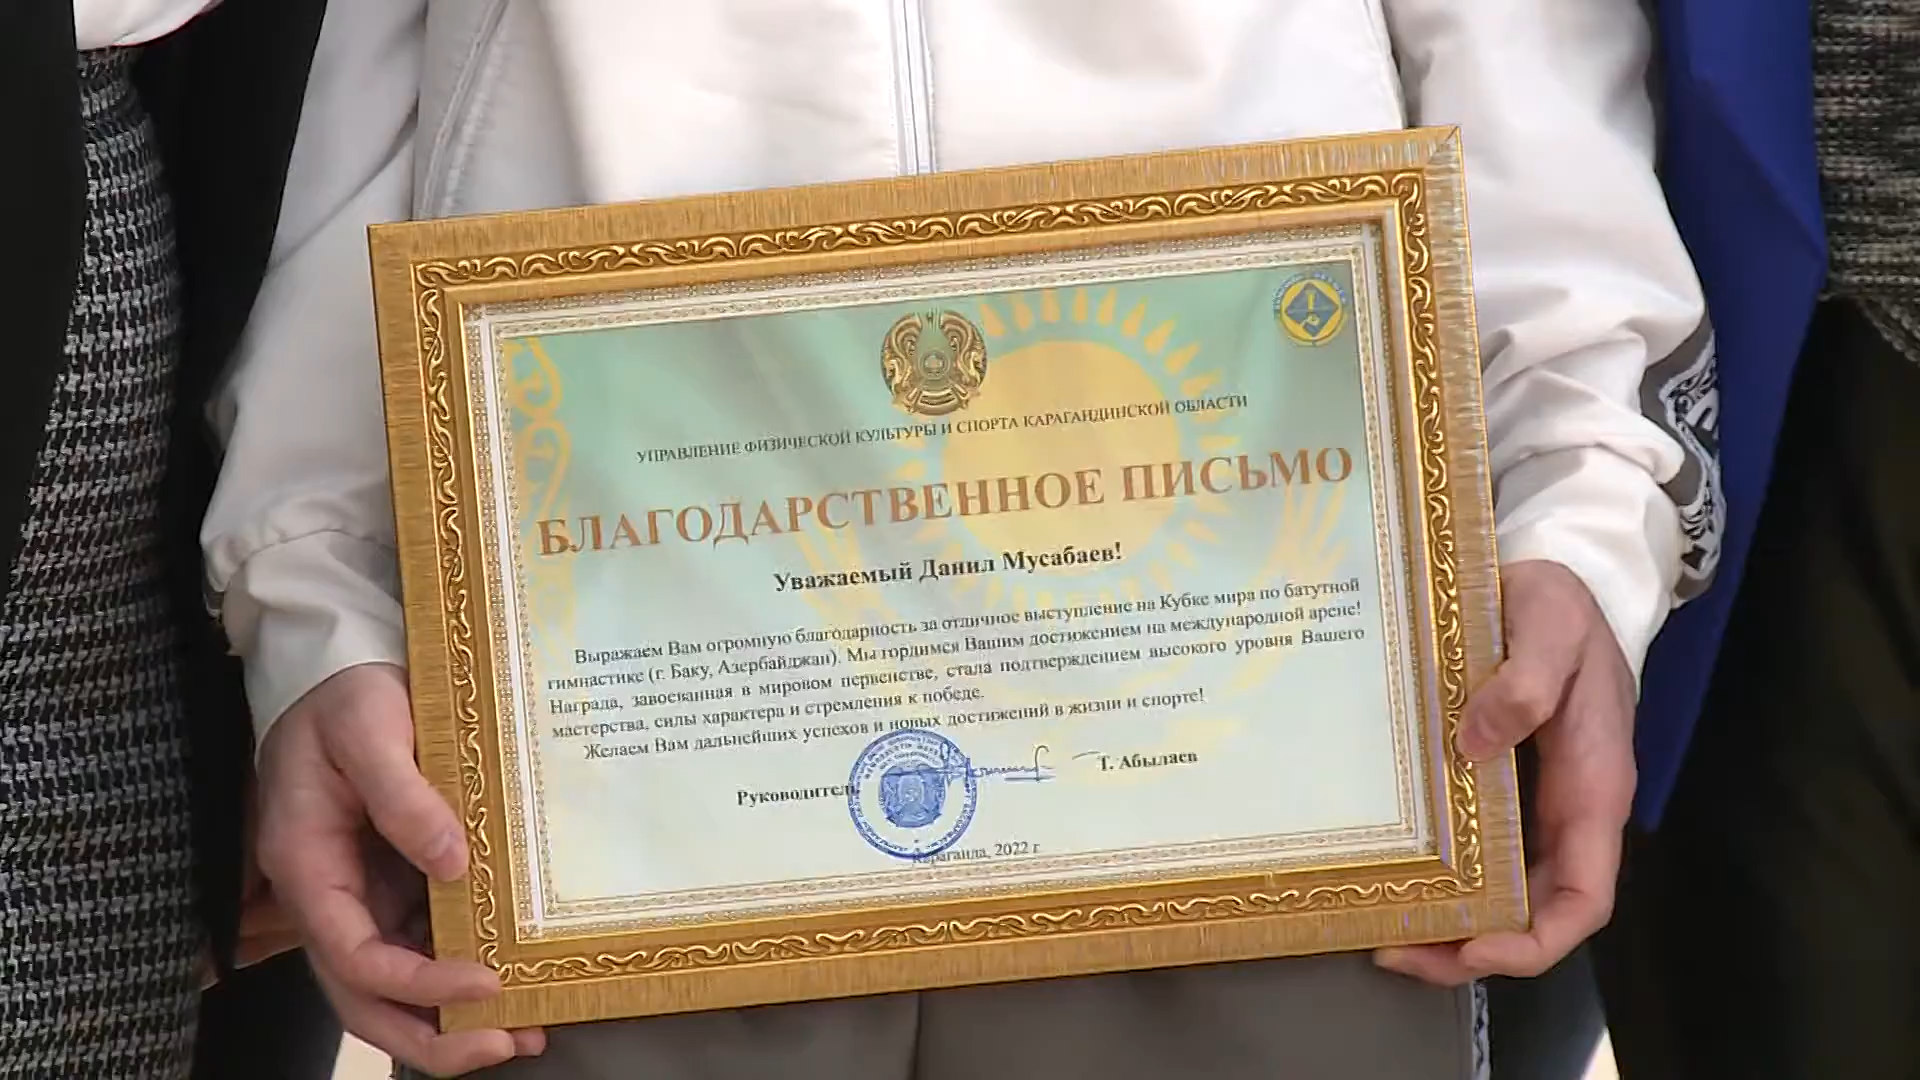 УПРАВЛЕНИЕ ФИЗИЧЕСКОЙ КУЛЬТУРЫ И СПОРТА КАРАГАНДИНСКОЙ ОБЛАСТИ
БЛАГОДАРСТВЕННОЕ ПИСЬМО
Уважаемый Данил Мусабаев!
Выражаем Вам огромную благодарность за отличное выступление на Кубке мира по батутной
гимнастике (г. Баку, Азербайджан). Мы гордимся Вашим достижением на международной арене!
Награда, завоеванная в мировом первенстве, стала подтверждением высокого уровня Вашего
мастерства, силы характера и стремления к победе.
Желаем Вам дальнейших успехов и новых достижений в жизни и спорте!
Руководитель Т. Абылаев
Караганда, 2022 г